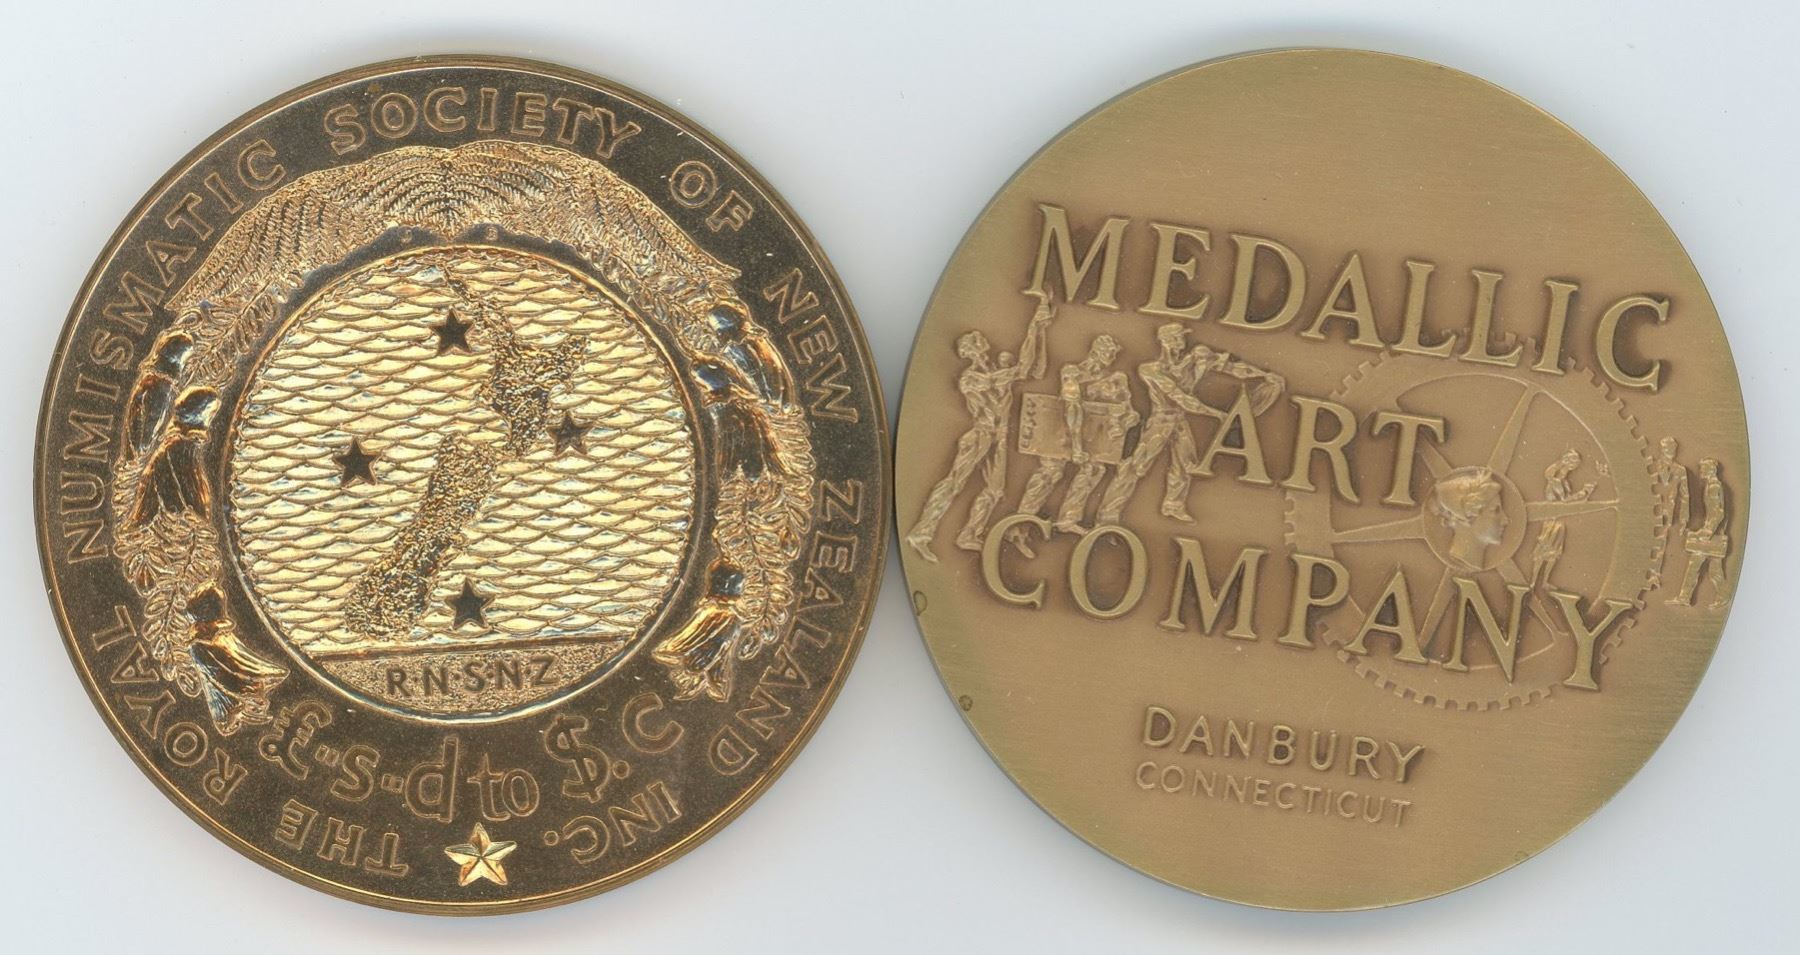 THE ROYAL NUMISMATIC SOCIETY OF NEW ZEALAND INC.
R·N·S·N·Z
£-s-d to $.C
MEDALLIC
ART
COMPANY
DANBURY
CONNECTICUT